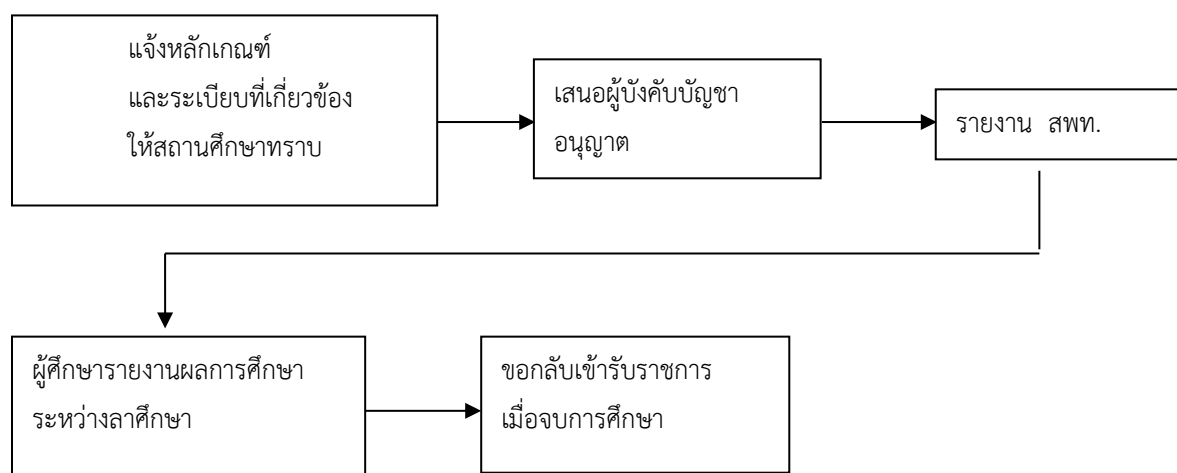 แจ้งหลักเกณฑ์
และระเบียบที่เกี่ยวข้อง
ให้สถานศึกษาทราบ
เสนอผู้บังคับบัญชา
อนุญาต
รายงาน สพท.
ผู้ศึกษารายงานผลการศึกษา
ระหว่างลาศึกษา
ขอกลับเข้ารับราชการ
เมื่อจบการศึกษา